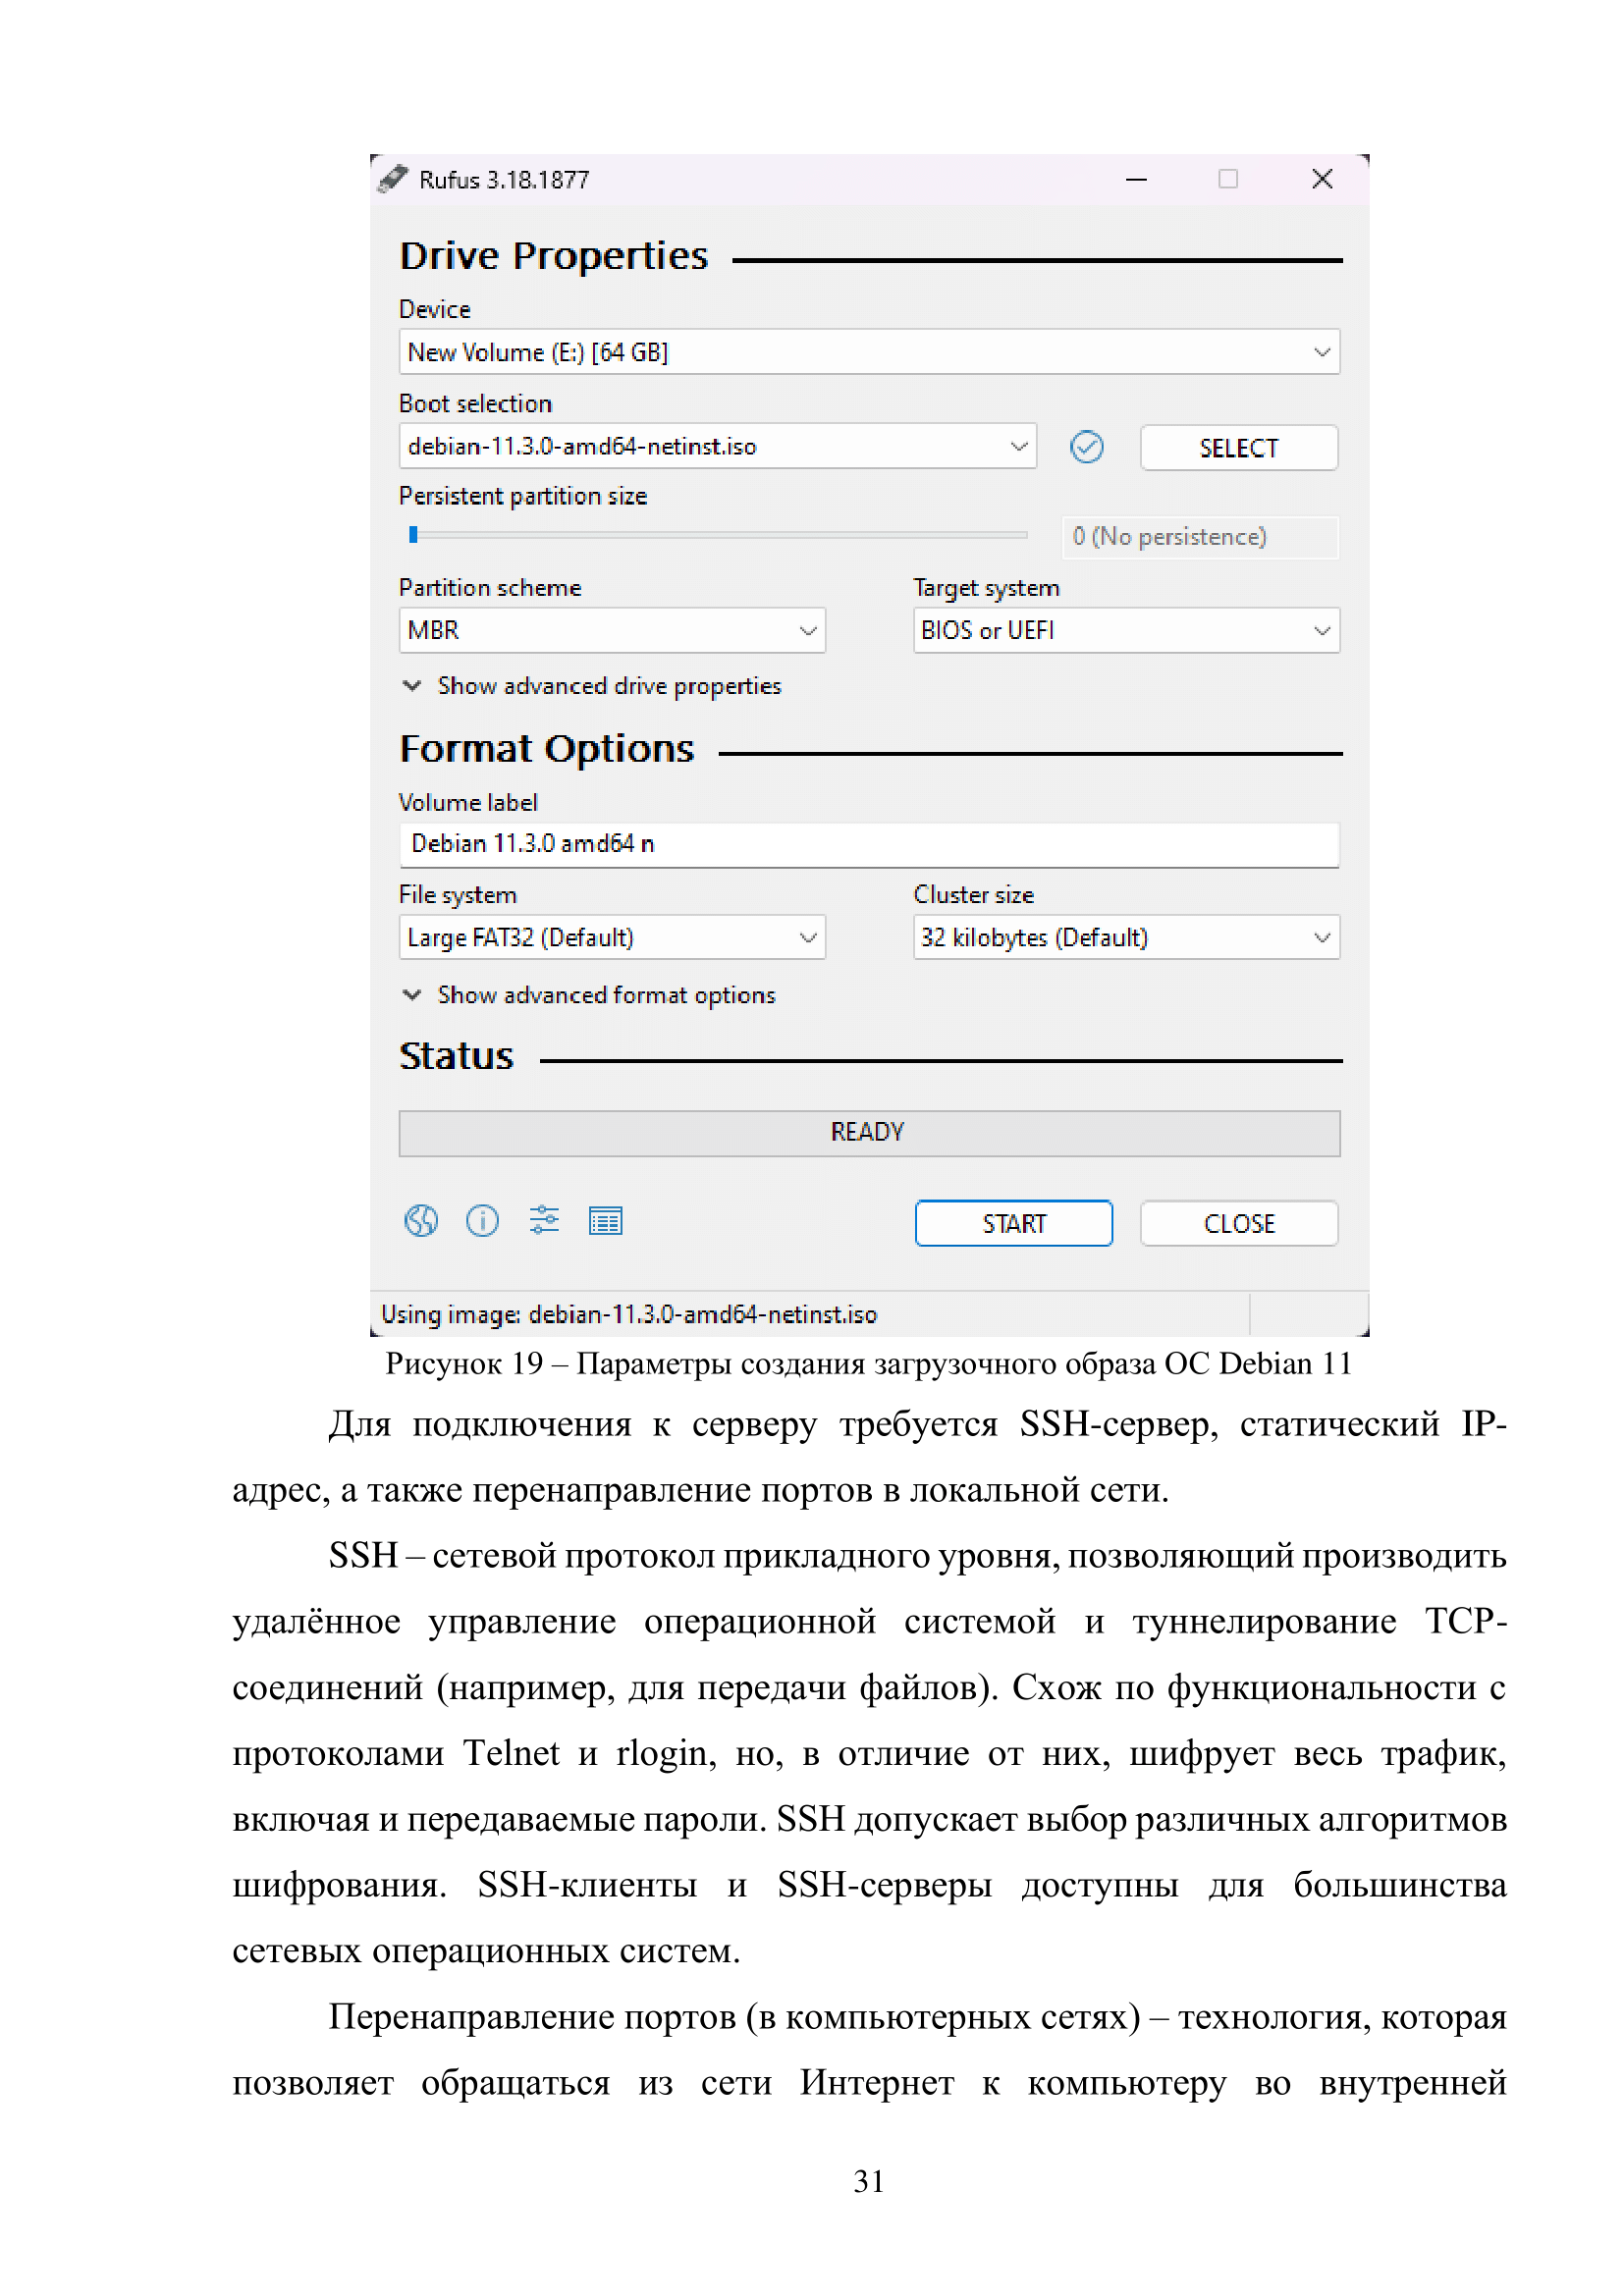 Rufus 3.18.1877
Drive Properties
Device
New Volume (E:) [64 GB]
Boot selection
debian-11.3.0-amd64-netinst.iso
SELECT
Persistent partition size
0 (No persistence)
Partition scheme
Target system
MBR
BIOS or UEFI
Show advanced drive properties
Format Options
Volume label
Debian 11.3.0 amd64 n
File system
Cluster size
Large FAT32 (Default)
32 kilobytes (Default)
Show advanced format options
Status
READY
START
CLOSE
Using image: debian-11.3.0-amd64-netinst.iso
Рисунок 19 – Параметры создания загрузочного образа ОС Debian 11
Для подключения к серверу требуется SSH-сервер, статический IP-
адрес, а также перенаправление портов в локальной сети.
SSH – сетевой протокол прикладного уровня, позволяющий производить
удалённое управление операционной системой и туннелирование TCP-
соединений (например, для передачи файлов). Схож по функциональности с
протоколами Telnet и rlogin, но, в отличие от них, шифрует весь трафик,
включая и передаваемые пароли. SSH допускает выбор различных алгоритмов
шифрования. SSH-клиенты и SSH-серверы доступны для большинства
сетевых операционных систем.
Перенаправление портов (в компьютерных сетях) – технология, которая
позволяет обращаться из сети Интернет к компьютеру во внутренней
31